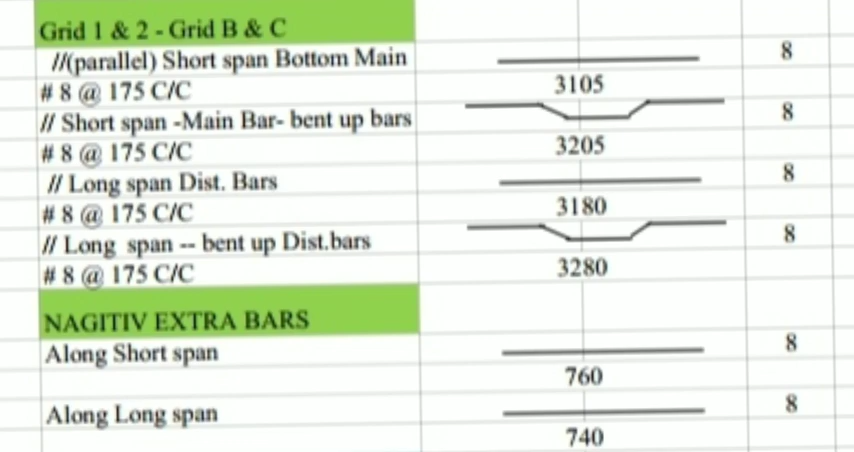 Grid 1 & 2 - Grid B & C
//(parallel) Short span Bottom Main
8
# 8 @ 175 C/C
3105
// Short span -Main Bar- bent up bars
8
# 8 @ 175 C/C
3205
// Long span Dist. Bars
8
# 8 @ 175 C/C
3180
// Long span -- bent up Dist.bars
8
# 8 @ 175 C/C
3280
NAGITIV EXTRA BARS
Along Short span
8
760
Along Long span
8
740